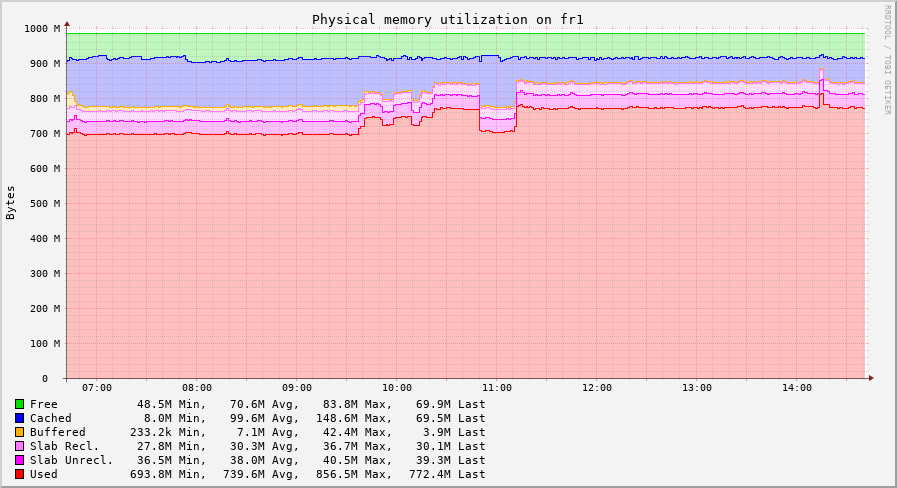 Physical memory utilization on fr1
RRDTOOL / TOBI OETIKER
Bytes
1000 M
900 M
800 M
700 M
600 M
500 M
400 M
300 M
200 M
100 M
0
07:00 08:00 09:00 10:00 11:00 12:00 13:00 14:00
Free 48.5M Min, 70.6M Avg, 83.8M Max, 69.9M Last
Cached 8.0M Min, 99.6M Avg, 148.6M Max, 69.5M Last
Buffered 233.2k Min, 7.1M Avg, 42.4M Max, 3.9M Last
Slab Recl. 27.8M Min, 30.3M Avg, 36.7M Max, 30.1M Last
Slab Unrecl. 36.5M Min, 38.0M Avg, 40.5M Max, 39.3M Last
Used 693.8M Min, 739.6M Avg, 856.5M Max, 772.4M Last